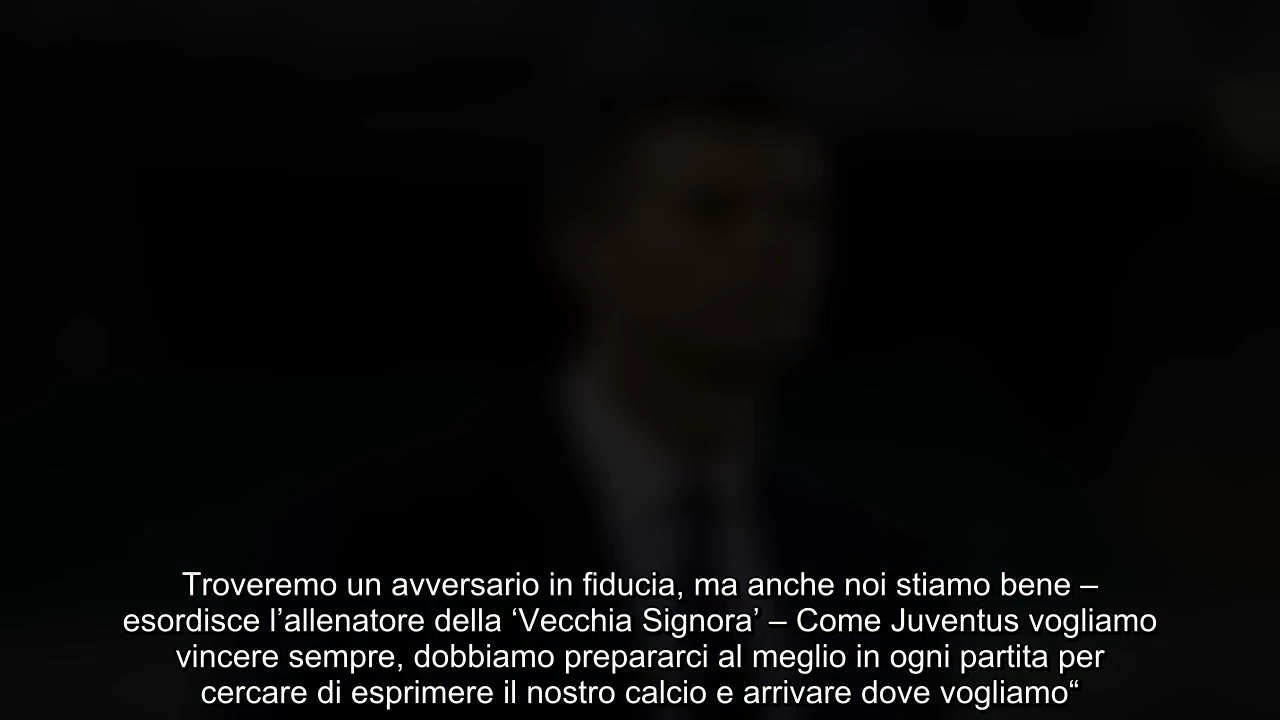 Troveremo un avversario in fiducia, ma anche noi stiamo bene –
esordisce l’allenatore della ‘Vecchia Signora’ – Come Juventus vogliamo
vincere sempre, dobbiamo prepararci al meglio in ogni partita per
cercare di esprimere il nostro calcio e arrivare dove vogliamo“